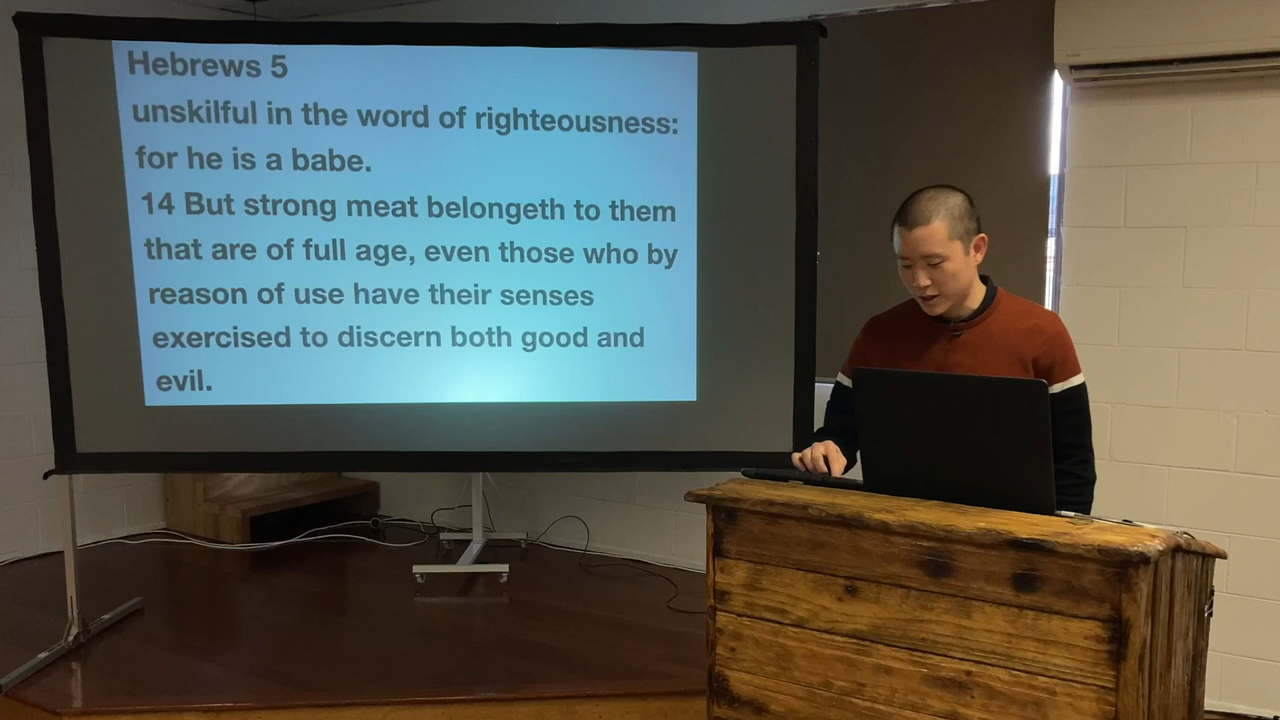 Hebrews 5
unskilful in the word of righteousness:
for he is a babe.
14 But strong meat belongeth to them
that are of full age, even those who by
reason of use have their senses
exercised to discern both good and
evil.